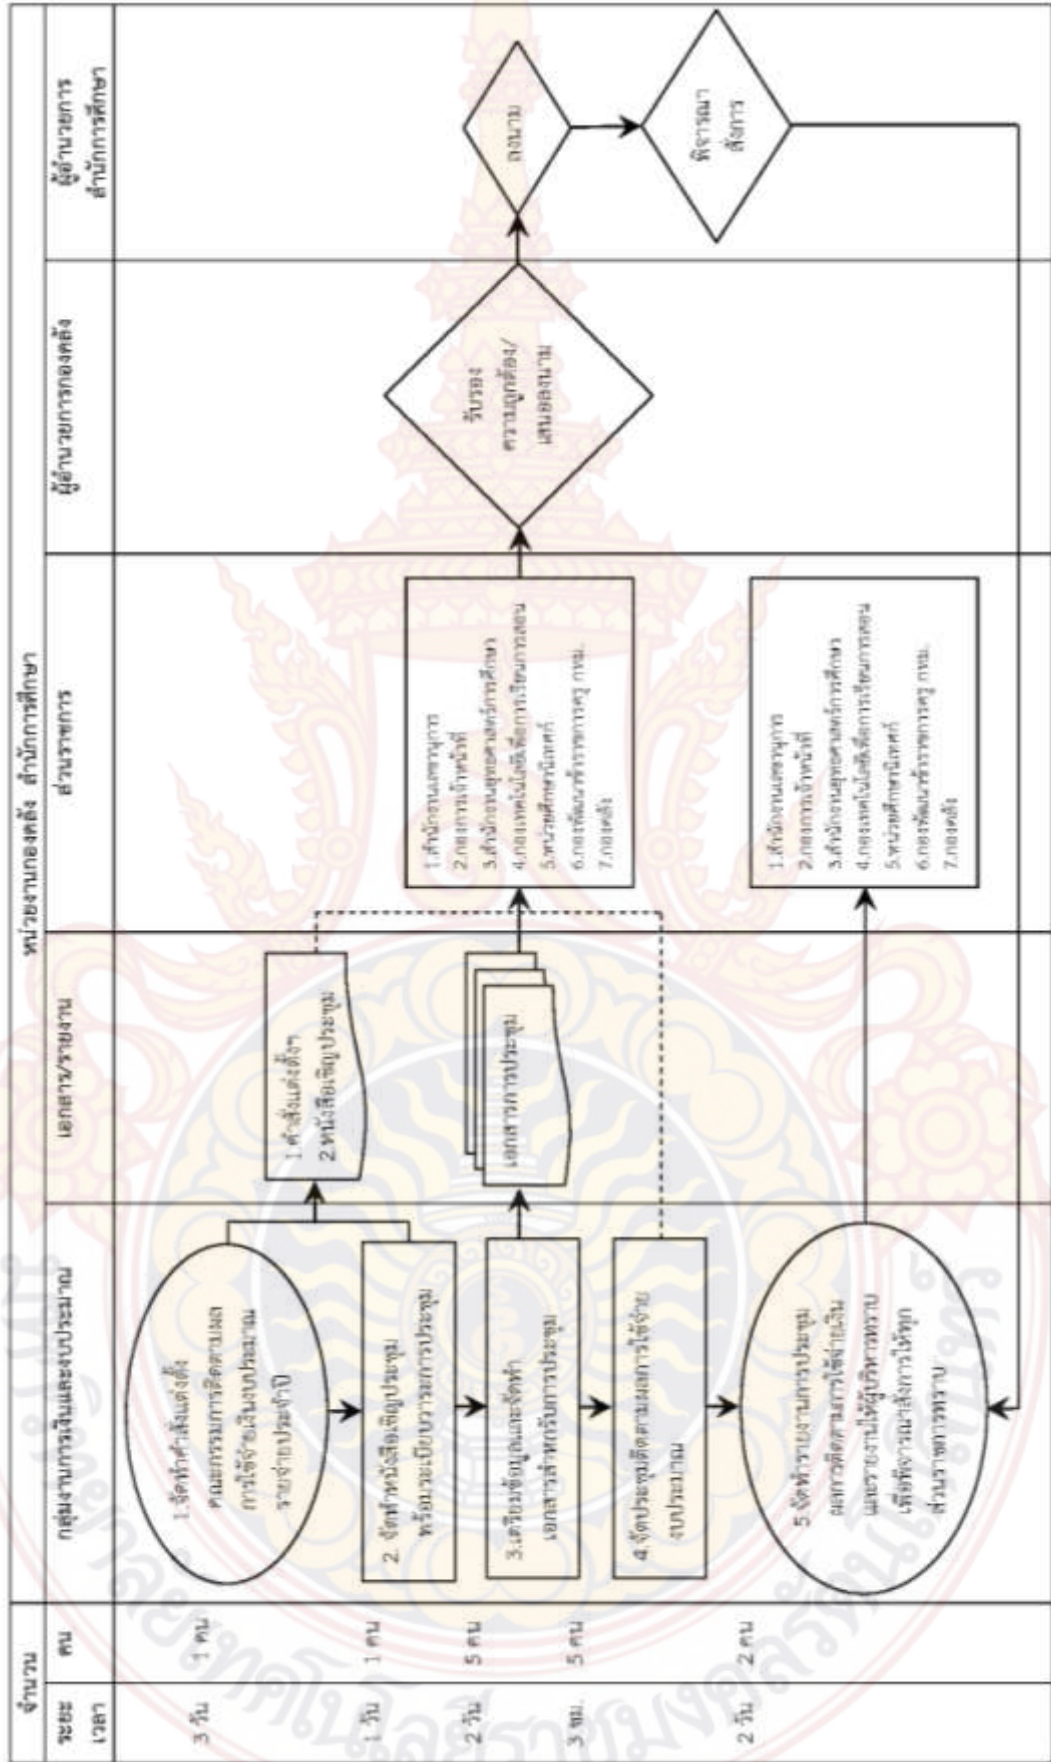 หน่วยงานกองคลัง สำนักการศึกษา
จำนวน
ระยะ
เวลา
คน
กลุ่มงานการเงินและงบประมาณ
เอกสาร/รายงาน
ส่วนราชการ
ผู้อำนวยการกองคลัง
ผู้อำนวยการ
สำนักการศึกษา
3 วัน
1 คน
1.จัดทำคำสั่งแต่งตั้ง
คณะกรรมการติดตามผล
การใช้จ่ายเงินงบประมาณ
รายจ่ายประจำปี
1.คำสั่งแต่งตั้งฯ
2.หนังสือเชิญประชุม
1 วัน
1 คน
2. จัดทำหนังสือเชิญประชุม
พร้อมระเบียบวาระการประชุม
2 วัน
5 คน
3.เตรียมข้อมูลและจัดทำ
เอกสารสำหรับการประชุม
เอกสารการประชุม
1.สำนักงานเลขานุการ
2.กองการเจ้าหน้าที่
3.สำนักงานยุทธศาสตร์การศึกษา
4.กองเทคโนโลยีเพื่อการเรียนการสอน
5.หน่วยศึกษานิเทศก์
6.กองพัฒนาข้าราชการครู กทม.
7.กองคลัง
รับรอง
ความถูกต้อง/
เสนอลงนาม
ลงนาม
พิจารณา
สั่งการ
3 ชม.
5 คน
4.จัดประชุมติดตามผลการใช้จ่าย
งบประมาณ
2 วัน
2 คน
5.จัดทำรายงานการประชุม
ผลการติดตามการใช้จ่ายเงิน
และรายงานให้ผู้บริหารทราบ
เพื่อพิจารณาสั่งการให้ทุก
ส่วนราชการทราบ
1.สำนักงานเลขานุการ
2.กองการเจ้าหน้าที่
3.สำนักงานยุทธศาสตร์การศึกษา
4.กองเทคโนโลยีเพื่อการเรียนการสอน
5.หน่วยศึกษานิเทศก์
6.กองพัฒนาข้าราชการครู กทม.
7.กองคลัง